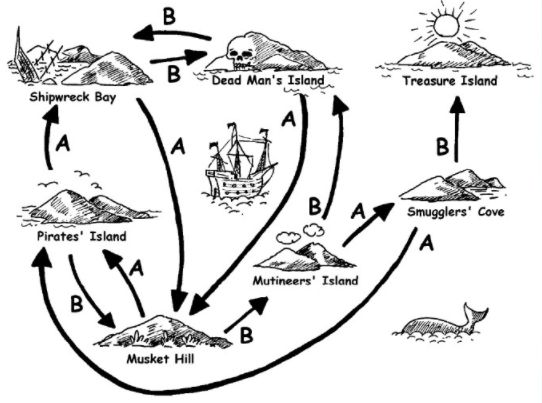 B
B
Shipwreck Bay
Dead Man's Island
Treasure Island
A
A
A
B
B
A
Smugglers' Cove
Pirates' Island
A
A
Mutineers' Island
B
B
Musket Hill